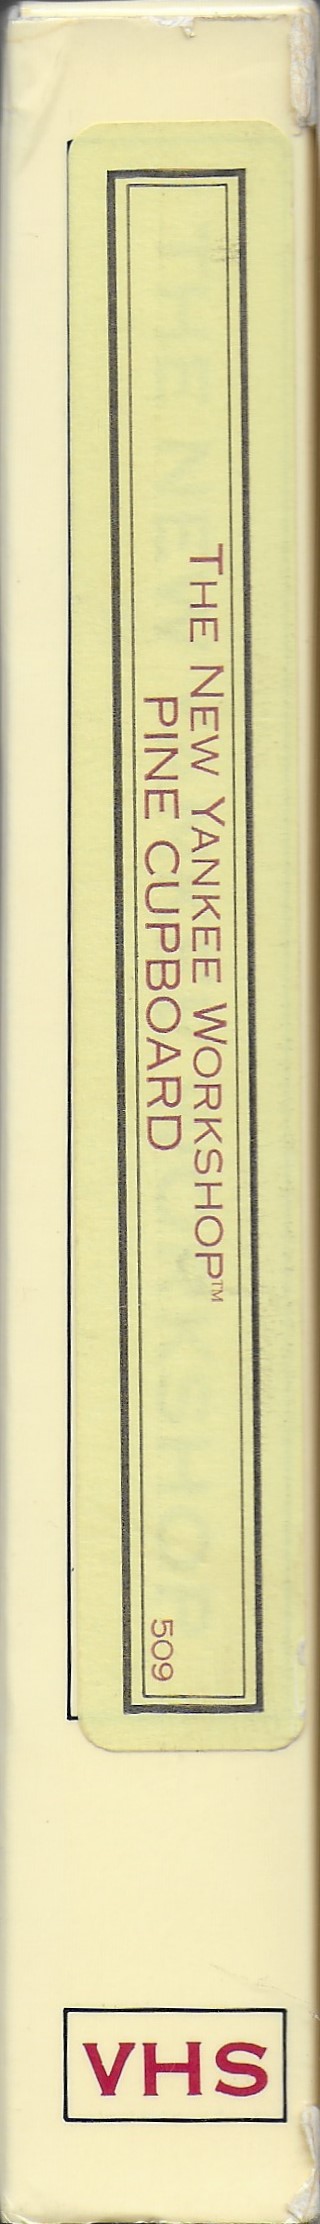 THE NEW YANKEE WORKSHOP™
PINE CUPBOARD
509
VHS